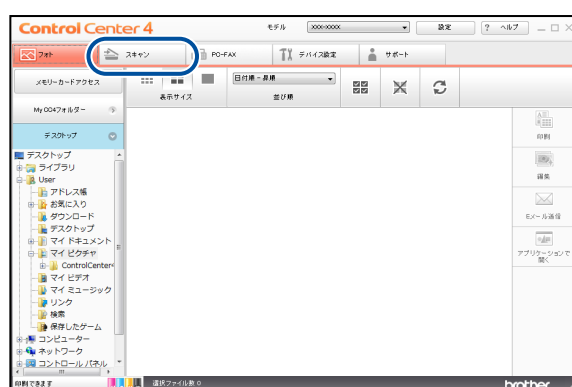 Control Center 4
モデル XXXX-XXXX 設定 ? ヘルプ
フォト スキャン PC-FAX デバイス設定 サポート
メモリーカードアクセス
表示サイズ
日付順 - 昇順
並び順
My CC4フォルダー
デスクトップ
デスクトップ
ライブラリ
User
アドレス帳
お気に入り
ダウンロード
デスクトップ
マイ ドキュメント
マイ ピクチャ
ControlCenter4
マイ ビデオ
マイ ミュージック
リンク
検索
保存したゲーム
コンピューター
ネットワーク
コントロール パネル
印刷
編集
Eメール送信
アプリケーションで
開く
印刷できます
選択ファイル数 0
brother